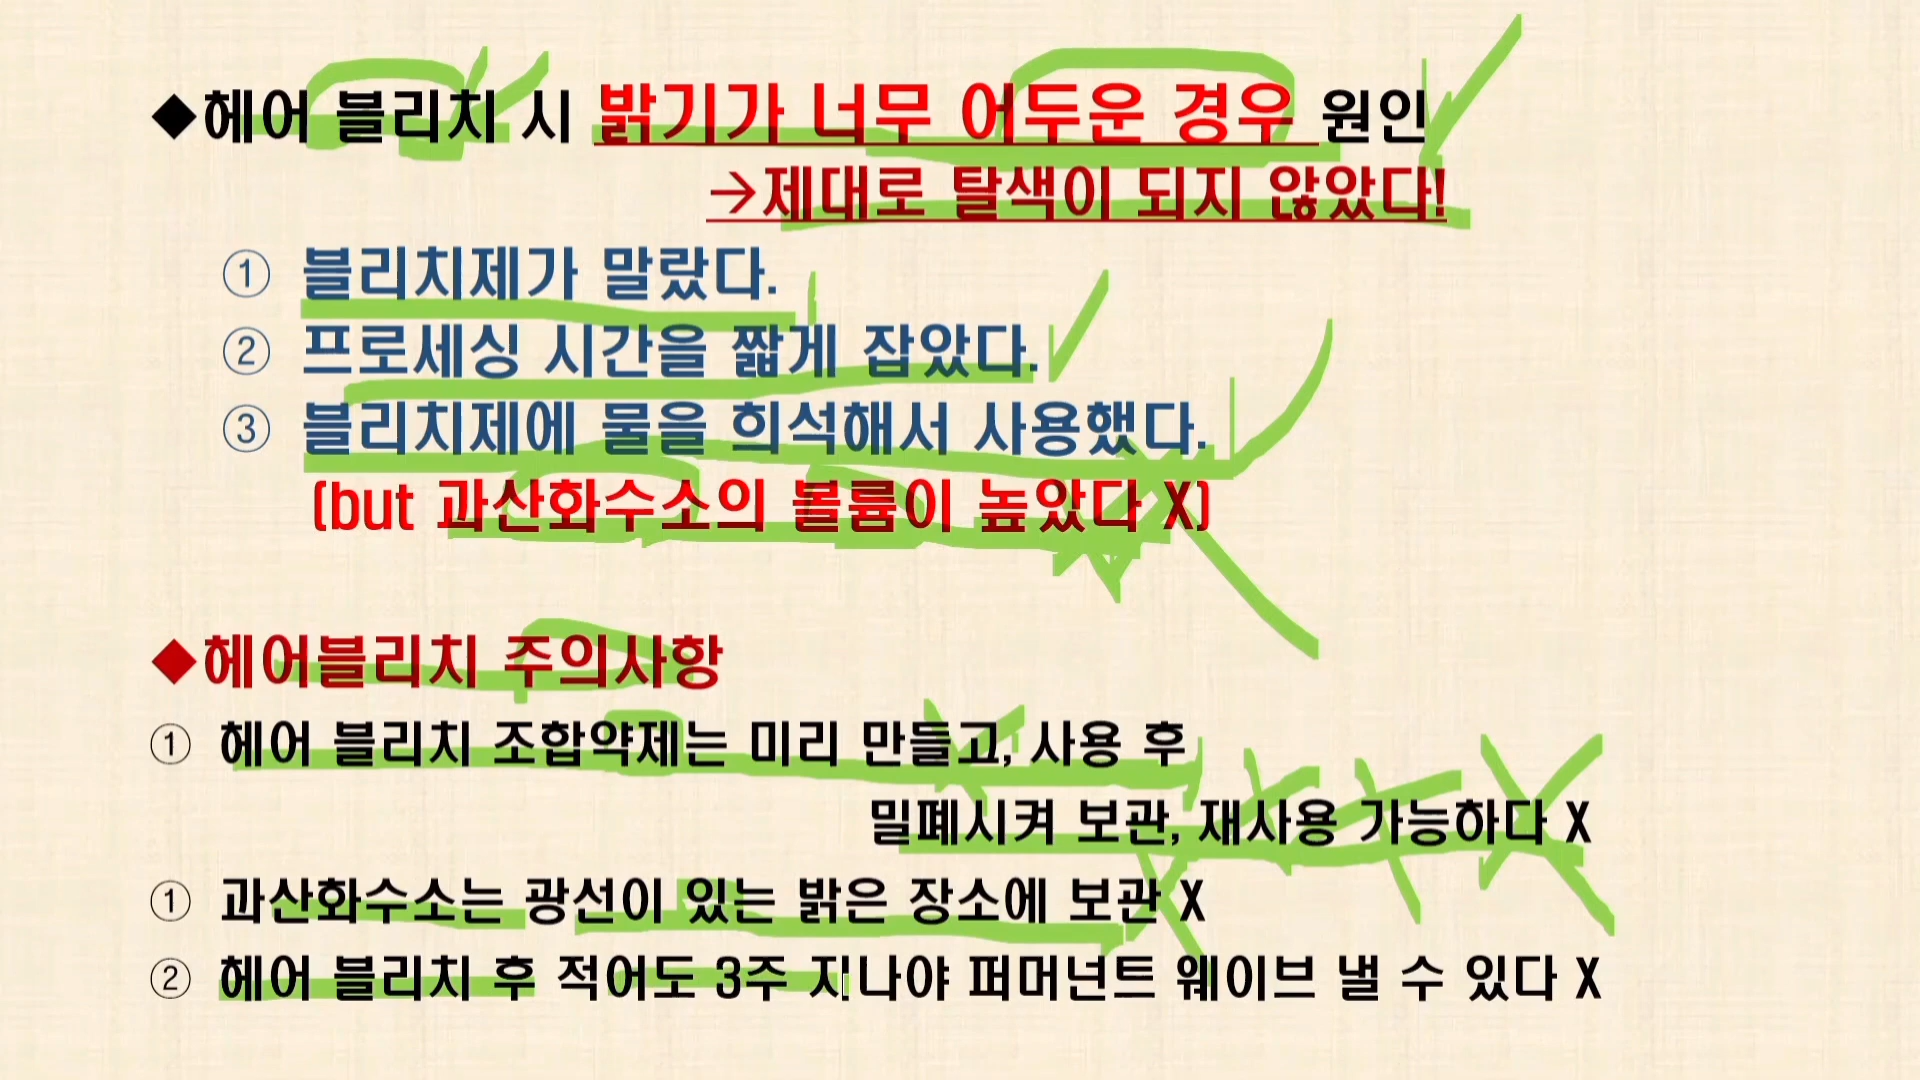 ◆헤어 블리치 시 밝기가 너무 어두운 경우 원인
→제대로 탈색이 되지 않았다!
① 블리치제가 말랐다.
② 프로세싱 시간을 짧게 잡았다.
③ 블리치제에 물을 희석해서 사용했다.
(but 과산화수소의 볼륨이 높았다 X)
◆헤어블리치 주의사항
① 헤어 블리치 조합약제는 미리 만들고, 사용 후
밀폐시켜 보관, 재사용 가능하다 X
① 과산화수소는 광선이 있는 밝은 장소에 보관 X
② 헤어 블리치 후 적어도 3주 지나야 퍼머넌트 웨이브 낼 수 있다 X